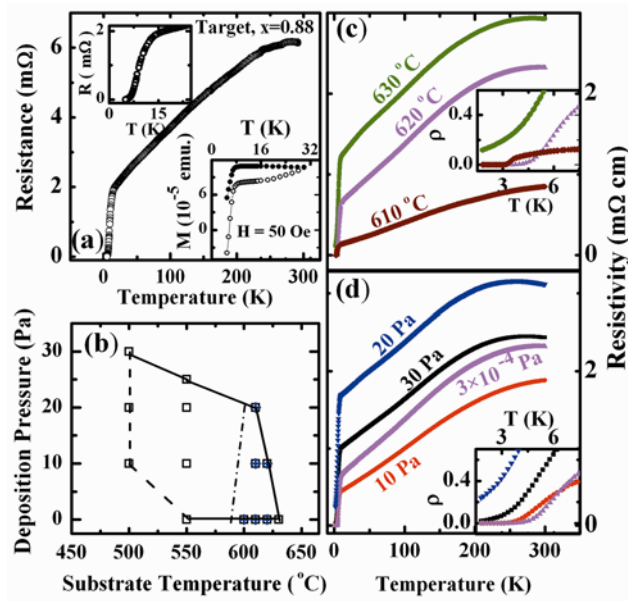 Target, x=0.88
R (mΩ)
2
1
0
T (K)
5
15
Resistance (mΩ)
6
4
2
0
T (K)
0
16
32
M (10⁻⁵ emu.)
0
H = 50 Oe
(a)
0
100
200
300
Temperature (K)
(b)
Deposition Pressure (Pa)
30
20
10
0
450
500
550
600
650
Substrate Temperature (°C)
(c)
630 °C
620 °C
610 °C
ρ
0.4
0.0
3
6
T (K)
2
0
(d)
20 Pa
30 Pa
3×10⁻⁴ Pa
10 Pa
T (K)
3
6
ρ
0.4
0.0
2
0
0
100
200
300
Temperature (K)
Resistivity (mΩ cm)